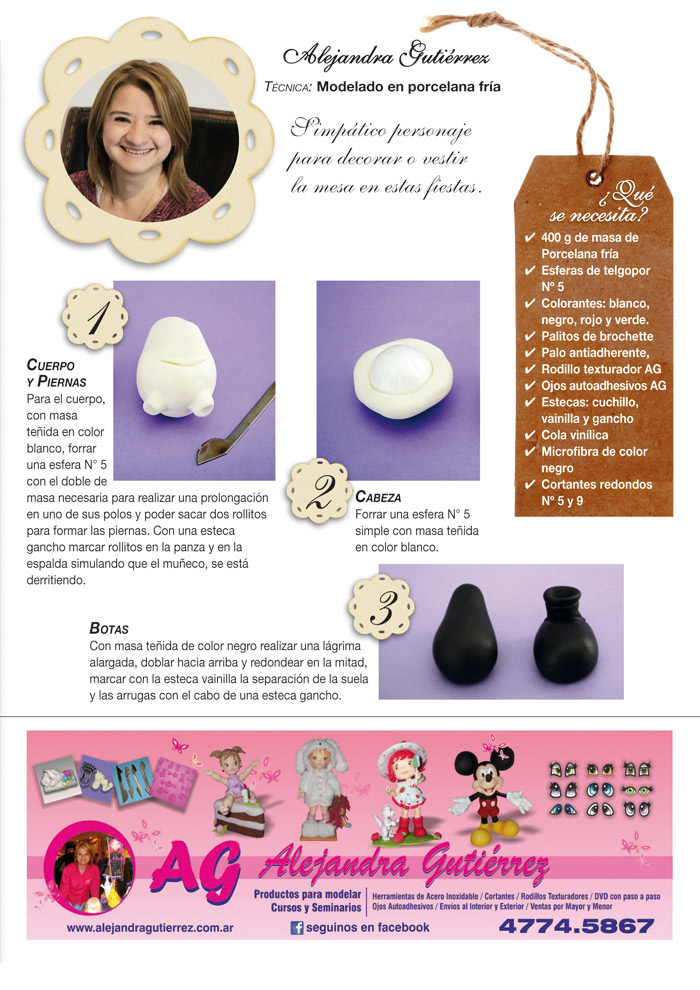 Alejandra Gutiérrez
TÉCNICA: Modelado en porcelana fría
Simpático personaje
para decorar o vestir
la mesa en estas fiestas.
¿Qué
se necesita?
✔ 400 g de masa de
Porcelana fría
✔ Esferas de telgopor
Nº 5
✔ Colorantes: blanco,
negro, rojo y verde.
✔ Palitos de brochette
✔ Palo antiadherente,
✔ Rodillo texturador AG
✔ Ojos autoadhesivos AG
✔ Estecas: cuchillo,
vainilla y gancho
✔ Cola vinílica
✔ Microfibra de color
negro
✔ Cortantes redondos
Nº 5 y 9
1
CUERPO
Y PIERNAS
Para el cuerpo,
con masa
teñida en color
blanco, forrar
una esfera N° 5
con el doble de
masa necesaria para realizar una prolongación
en uno de sus polos y poder sacar dos rollitos
para formar las piernas. Con una esteca
gancho marcar rollitos en la panza y en la
espalda simulando que el muñeco, se está
derritiendo.
2
CABEZA
Forrar una esfera N° 5
simple con masa teñida
en color blanco.
3
BOTAS
Con masa teñida de color negro realizar una lágrima
alargada, doblar hacia arriba y redondear en la mitad,
marcar con la esteca vainilla la separación de la suela
y las arrugas con el cabo de una esteca gancho.
AG Alejandra Gutiérrez
Productos para modelar
Cursos y Seminarios
Herramientas de Acero Inoxidable / Cortantes / Rodillos Texturadores / DVD con paso a paso
Ojos Autoadhesivos / Envíos al Interior y Exterior / Ventas por Mayor y Menor
www.alejandragutierrez.com.ar
f seguinos en facebook
4774.5867